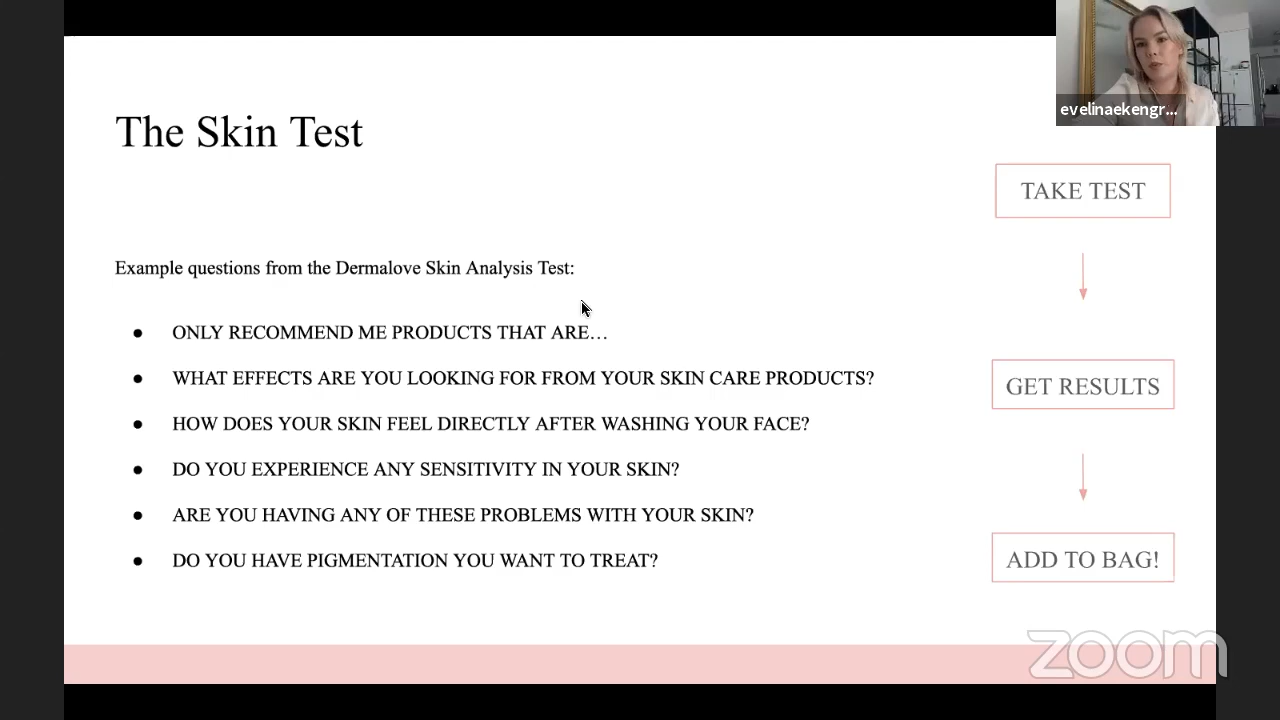 evelinaekengr...
The Skin Test
TAKE TEST
Example questions from the Dermalove Skin Analysis Test:
● ONLY RECOMMEND ME PRODUCTS THAT ARE…
● WHAT EFFECTS ARE YOU LOOKING FOR FROM YOUR SKIN CARE PRODUCTS?
● HOW DOES YOUR SKIN FEEL DIRECTLY AFTER WASHING YOUR FACE?
● DO YOU EXPERIENCE ANY SENSITIVITY IN YOUR SKIN?
● ARE YOU HAVING ANY OF THESE PROBLEMS WITH YOUR SKIN?
● DO YOU HAVE PIGMENTATION YOU WANT TO TREAT?
GET RESULTS
ADD TO BAG!
zoom